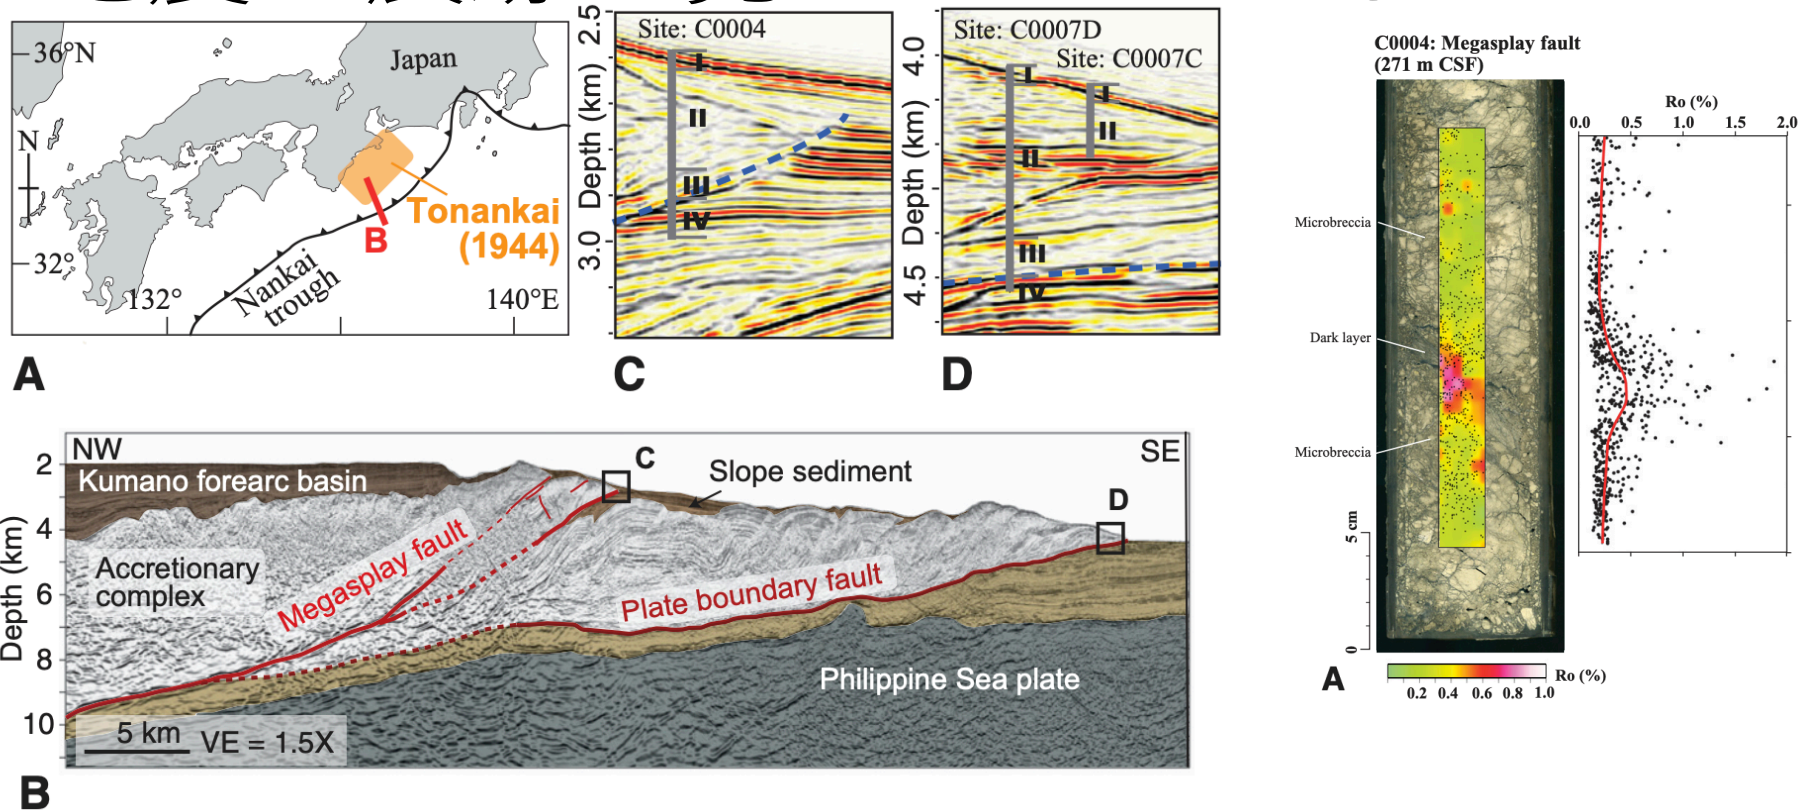 36°N
Japan
N
Tonankai
(1944)
B
32°
Nankai
trough
132°
140°E
A
2.5
Site: C0004
I
II
III
IV
Depth (km)
3.0
C
4.0
Site: C0007D
Site: C0007C
I
I
II
II
III
IV
Depth (km)
4.5
D
NW
SE
Kumano forearc basin
C
Slope sediment
D
Accretionary
complex
Megasplay fault
Plate boundary fault
Philippine Sea plate
Depth (km)
2
4
6
8
10
5 km VE = 1.5X
B
C0004: Megasplay fault
(271 m CSF)
Ro (%)
0.0 0.5 1.0 1.5 2.0
Microbreccia
Dark layer
Microbreccia
5 cm
0
A
0.2 0.4 0.6 0.8 1.0
Ro (%)